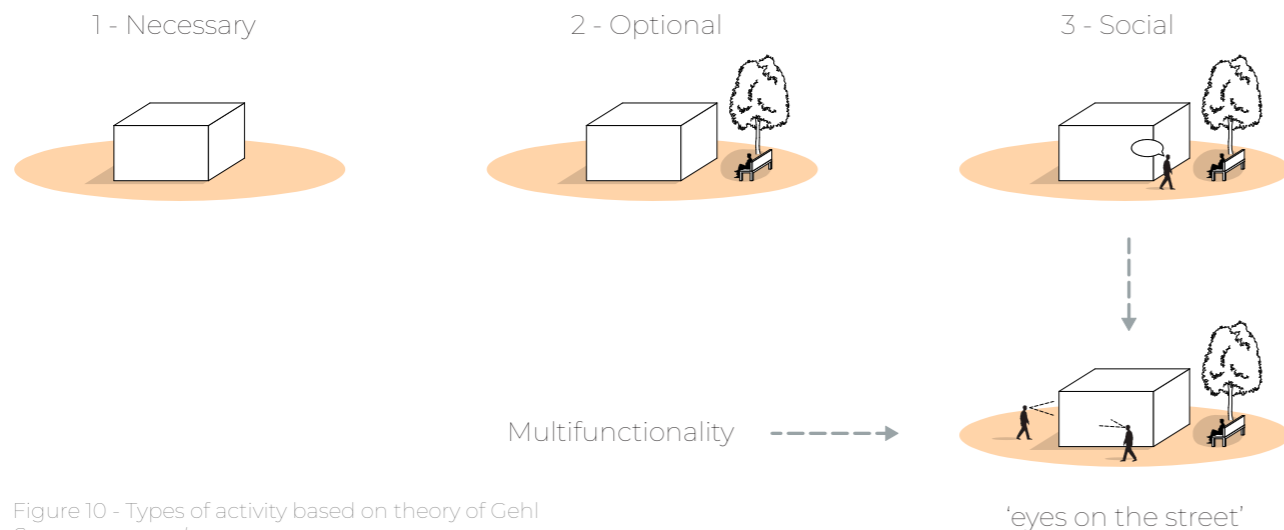 1 - Necessary
2 - Optional
3 - Social
Multifunctionality
Figure 10 - Types of activity based on theory of Gehl
'eyes on the street'